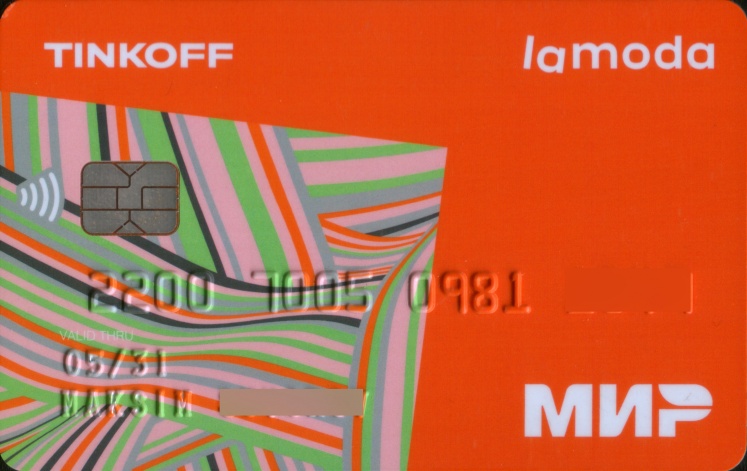 TINKOFF
lamoda
2200 7005 0981
VALID THRU
05/31
MAKSIM
МИР